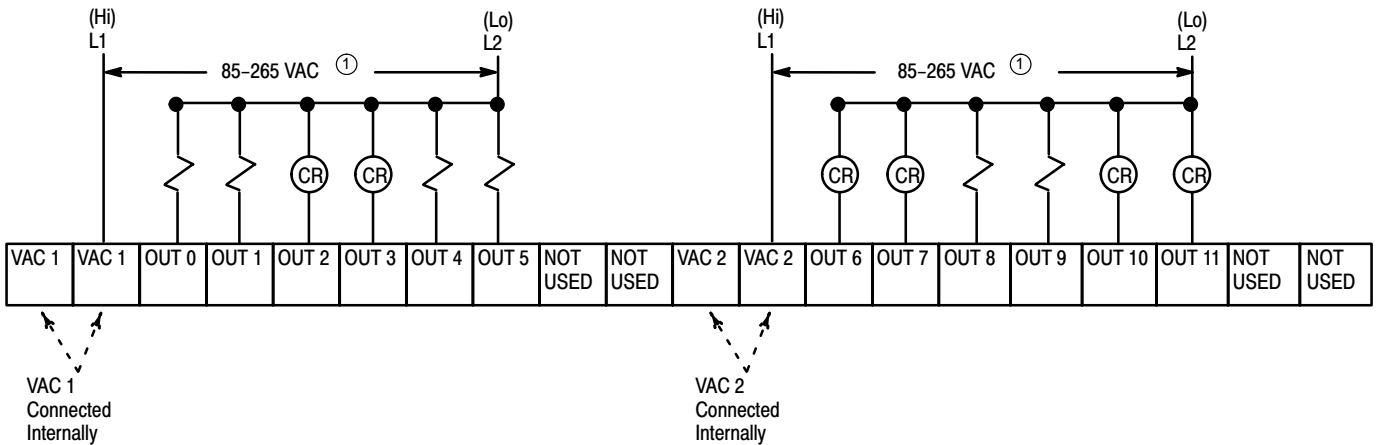 (Hi)
L1
(Lo)
L2
(Hi)
L1
(Lo)
L2
85–265 VAC ①
85–265 VAC ①
CR CR CR CR CR CR
VAC 1 VAC 1 OUT 0 OUT 1 OUT 2 OUT 3 OUT 4 OUT 5 NOT USED NOT USED VAC 2 VAC 2 OUT 6 OUT 7 OUT 8 OUT 9 OUT 10 OUT 11 NOT USED NOT USED
VAC 1
Connected
Internally
VAC 2
Connected
Internally